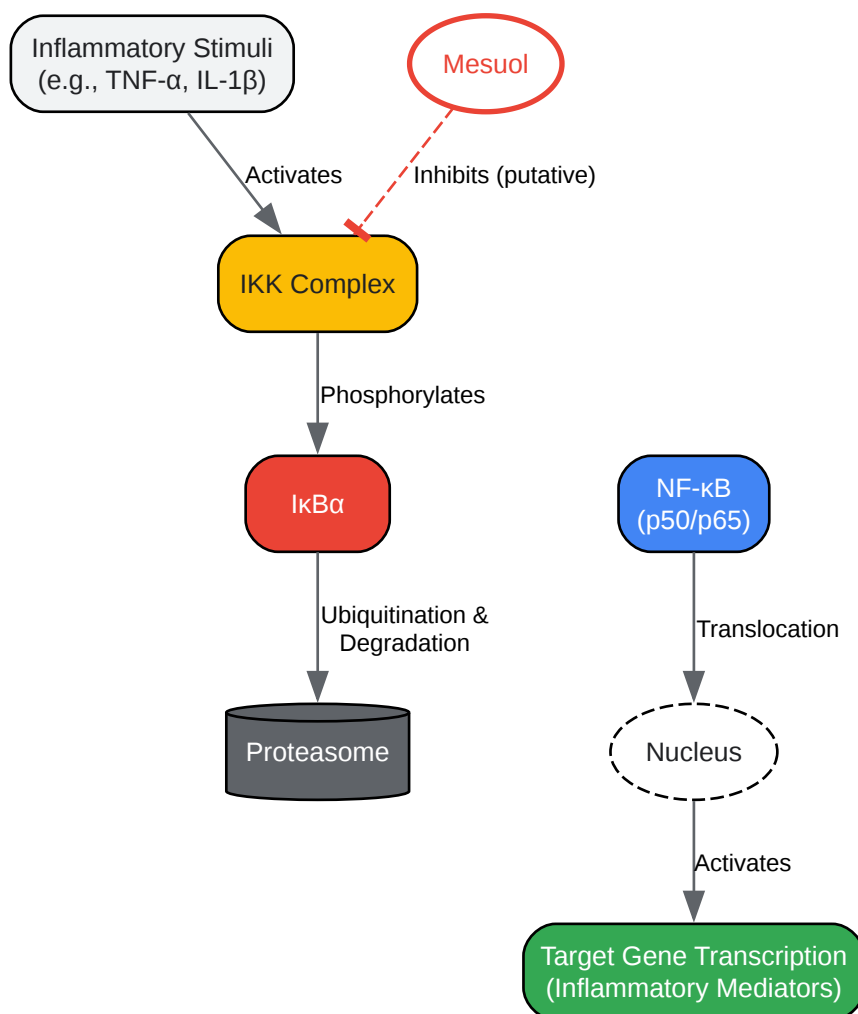 Inflammatory Stimuli
(e.g., TNF-α, IL-1β)
Mesuol
Activates
Inhibits (putative)
IKK Complex
Phosphorylates
IκBα
NF-κB
(p50/p65)
Ubiquitination &
Degradation
Translocation
Proteasome
Nucleus
Activates
Target Gene Transcription
(Inflammatory Mediators)